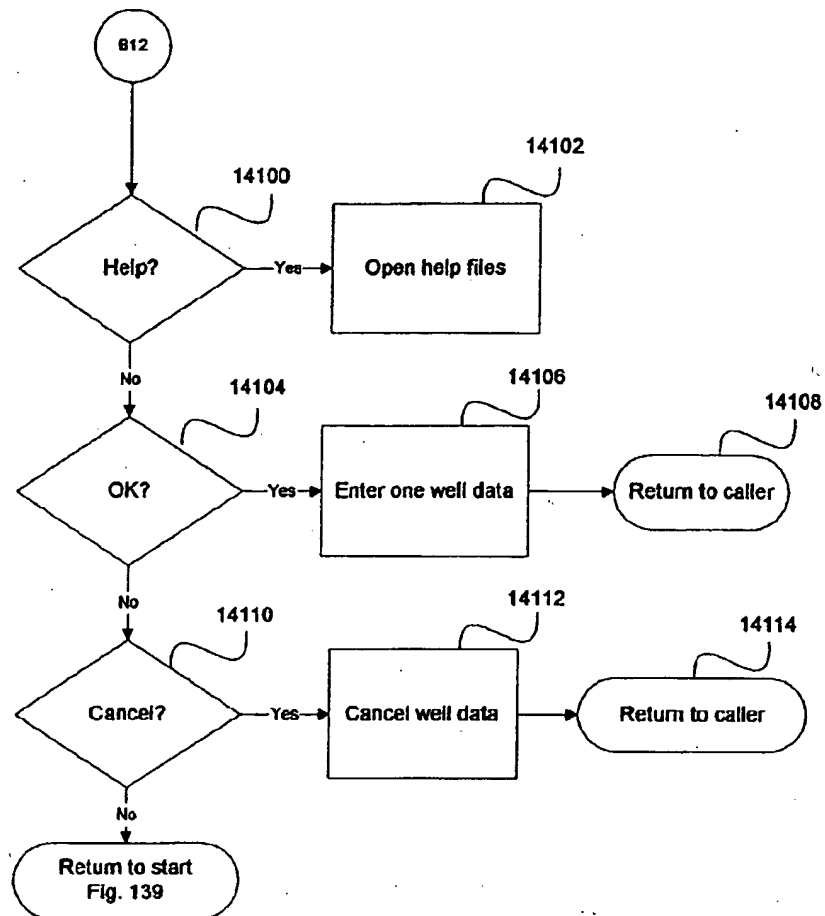 812
14100
14102
Help?
Yes
Open help files
No
14104
14106
14108
OK?
Yes
Enter one well data
Return to caller
No
14110
14112
14114
Cancel?
Yes
Cancel well data
Return to caller
No
Return to start
Fig. 139